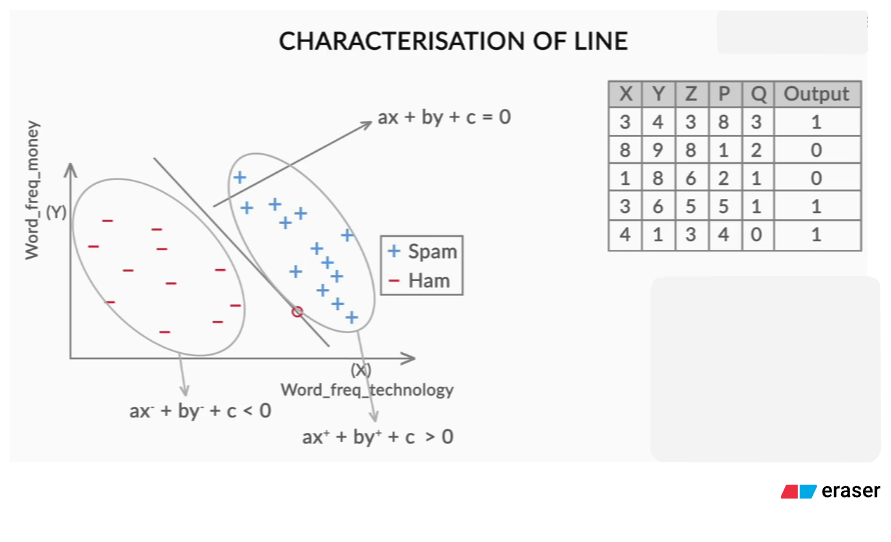 CHARACTERISATION OF LINE
Word_freq_money
(Y)
ax + by + c = 0
+ Spam
− Ham
(X)
Word_freq_technology
ax⁻ + by⁻ + c < 0
ax⁺ + by⁺ + c > 0
X Y Z P Q Output
3 4 3 8 3 1
8 9 8 1 2 0
1 8 6 2 1 0
3 6 5 5 1 1
4 1 3 4 0 1
eraser